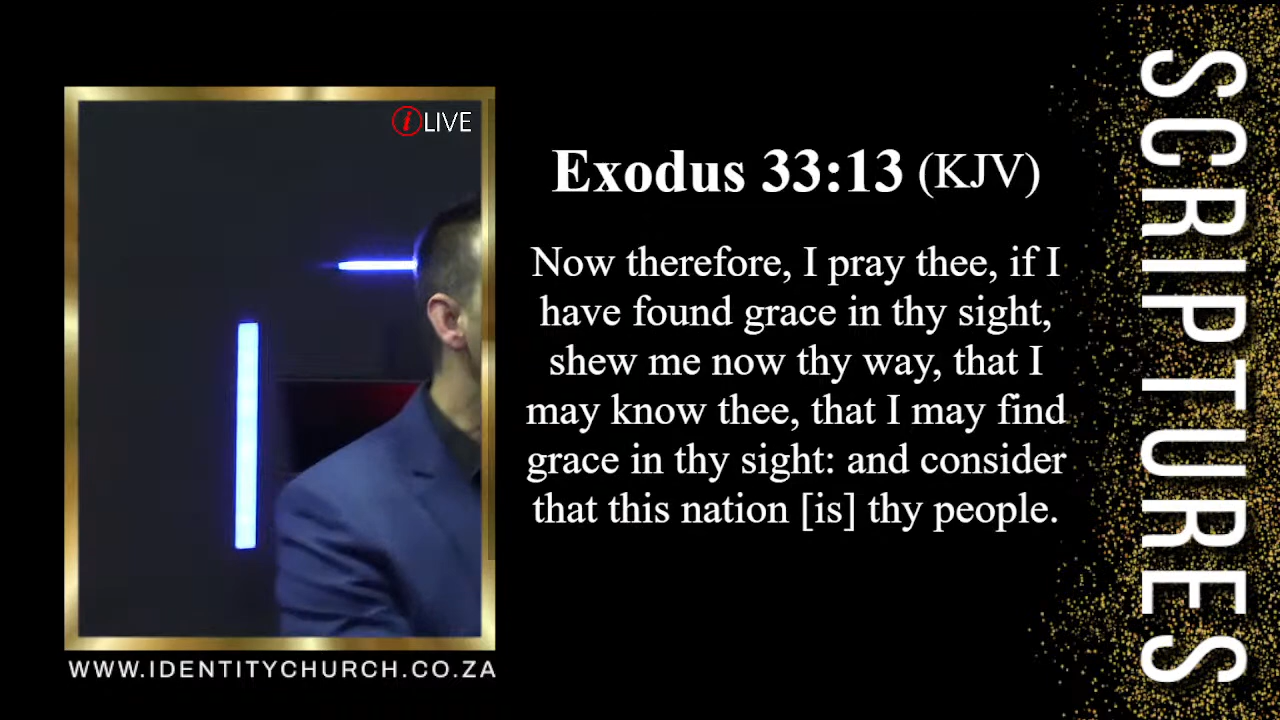 i LIVE
Exodus 33:13 (KJV)
Now therefore, I pray thee, if I
have found grace in thy sight,
shew me now thy way, that I
may know thee, that I may find
grace in thy sight: and consider
that this nation [is] thy people.
WWW.IDENTITYCHURCH.CO.ZA
SCRIPTURES